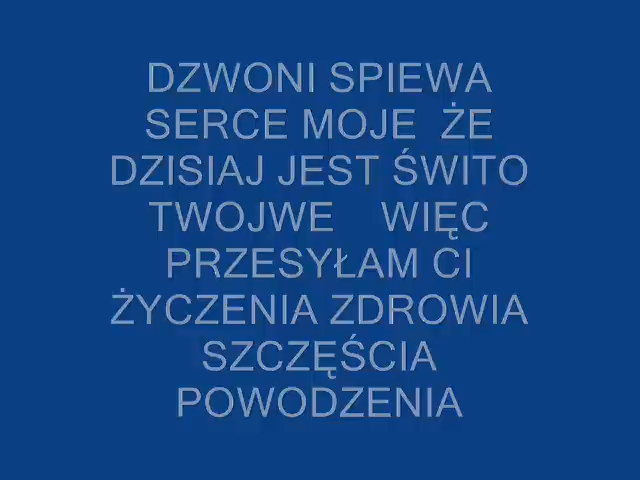 DZWONI SPIEWA
SERCE MOJE  ŻE
DZISIAJ JEST ŚWITO
TWOJWE    WIĘC
PRZESYŁAM CI
ŻYCZENIA ZDROWIA
SZCZĘŚCIA
POWODZENIA